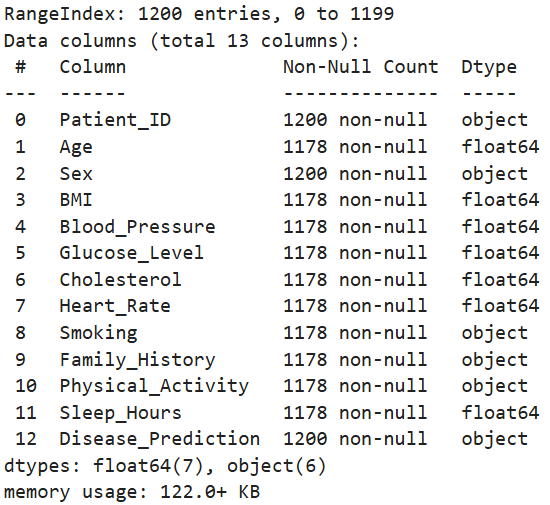 RangeIndex: 1200 entries, 0 to 1199
Data columns (total 13 columns):
 #   Column              Non-Null Count  Dtype
---  ------              --------------  -----
 0   Patient_ID          1200 non-null   object
 1   Age                 1178 non-null   float64
 2   Sex                 1200 non-null   object
 3   BMI                 1178 non-null   float64
 4   Blood_Pressure      1178 non-null   float64
 5   Glucose_Level       1178 non-null   float64
 6   Cholesterol         1178 non-null   float64
 7   Heart_Rate          1178 non-null   float64
 8   Smoking             1178 non-null   object
 9   Family_History      1178 non-null   object
 10  Physical_Activity   1178 non-null   object
 11  Sleep_Hours         1178 non-null   float64
 12  Disease_Prediction  1200 non-null   object
dtypes: float64(7), object(6)
memory usage: 122.0+ KB